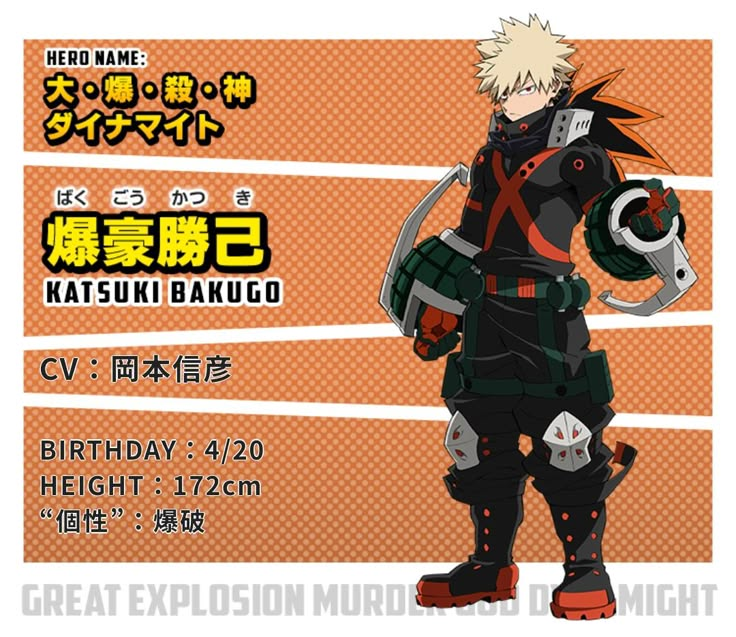 HERO NAME:
大・爆・殺・神
ダイナマイト
ばく ごう かつ き
爆豪勝己
KATSUKI BAKUGO
CV：岡本信彦
BIRTHDAY：4/20
HEIGHT：172cm
“個性”：爆破
GREAT EXPLOSION MURDER GOD D MIGHT